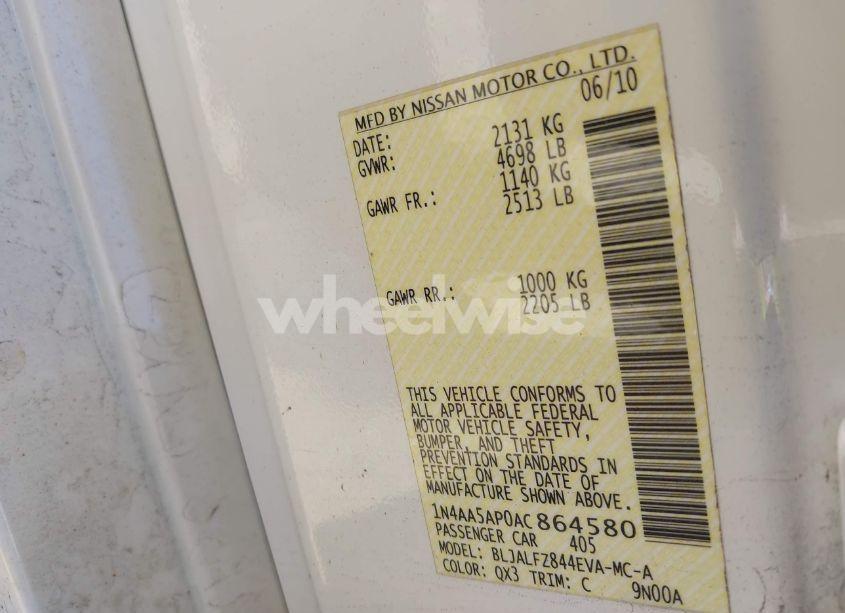 MFD BY NISSAN MOTOR CO., LTD.
DATE: 06/10
GVWR: 2131 KG
4698 LB
GAWR FR.: 1140 KG
2513 LB
GAWR RR.: 1000 KG
2205 LB
wheelwise
THIS VEHICLE CONFORMS TO
ALL APPLICABLE FEDERAL
MOTOR VEHICLE SAFETY,
BUMPER, AND THEFT
PREVENTION STANDARDS IN
EFFECT ON THE DATE OF
MANUFACTURE SHOWN ABOVE.
1N4AA5AP0AC864580
PASSENGER CAR 405
MODEL: BLJALFZ844EVA-MC-A
COLOR: QX3 TRIM: C 9N00A